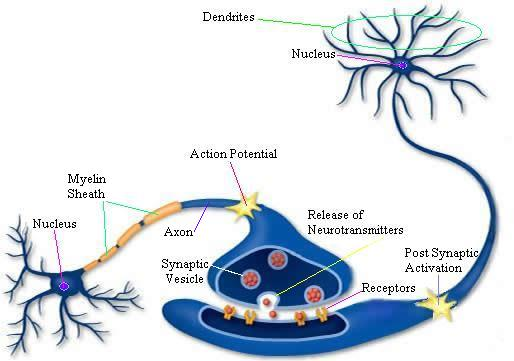 Dendrites
Nucleus
Action Potential
Myelin
Sheath
Release of
Neurotransmitters
Nucleus
Axon
Post Synaptic
Activation
Synaptic
Vesicle
Receptors